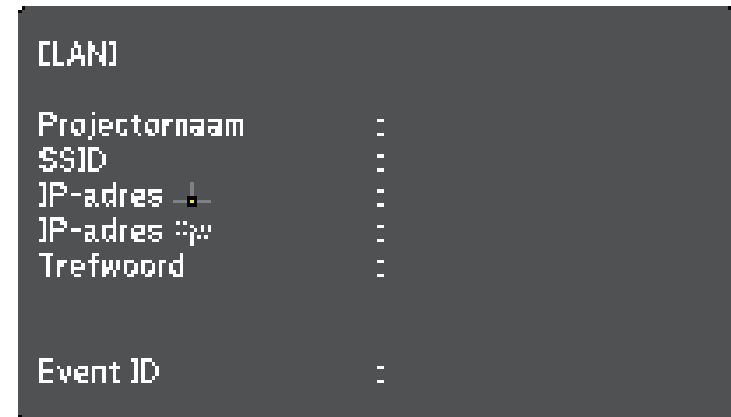 [LAN]
Projectornaam :
SSID :
IP-adres :
IP-adres :
Trefwoord :
Event ID :